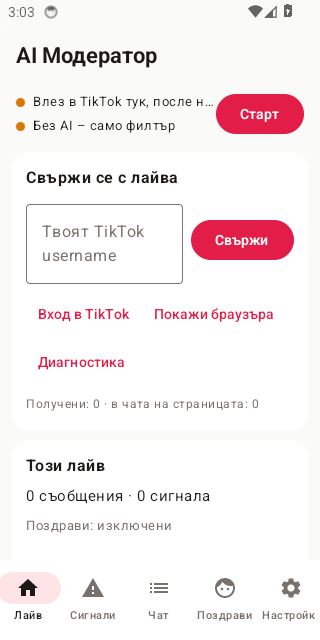 3:03
AI Модератор
Влез в TikTok тук, после н...
Старт
Без AI – само филтър
Свържи се с лайва
Твоят TikTok
username
Свържи
Вход в TikTok
Покажи браузъра
Диагностика
Получени: 0 · в чата на страницата: 0
Този лайв
0 съобщения · 0 сигнала
Поздрави: изключени
Лайв
Сигнали
Чат
Поздрави
Настройк